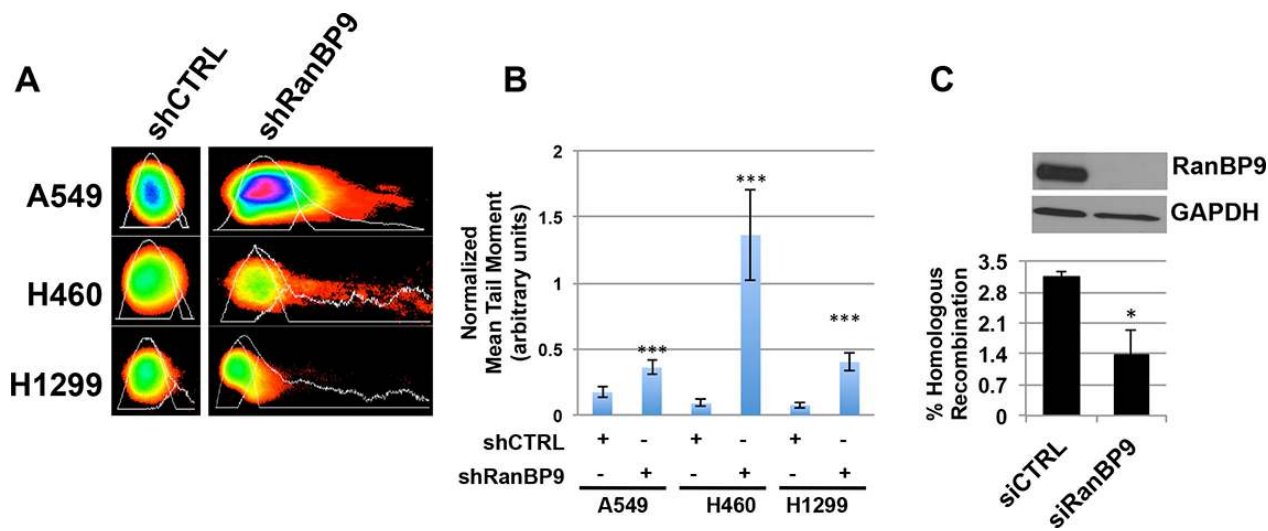 A
shCTRL
shRanBP9
A549
H460
H1299
B
Normalized
Mean Tail Moment
(arbitrary units)
2
1.5
1
0.5
0
***
***
***
shCTRL + - + - + -
shRanBP9 - + - + - +
A549 H460 H1299
C
RanBP9
GAPDH
% Homologous
Recombination
3.5
2.8
2.1
1.4
0.7
0
*
siCTRL
siRanBP9